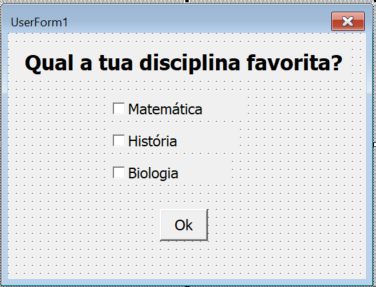 UserForm1
Qual a tua disciplina favorita?
Matemática
História
Biologia
Ok